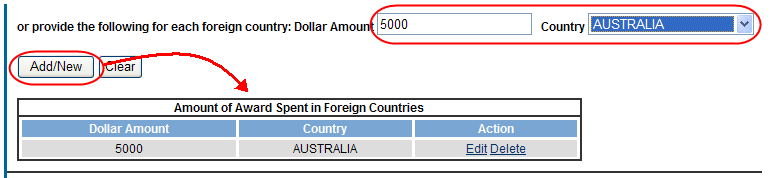 or provide the following for each foreign country: Dollar Amount 5000 Country AUSTRALIA
Add/New Clear
Amount of Award Spent in Foreign Countries
Dollar Amount Country Action
5000 AUSTRALIA Edit Delete